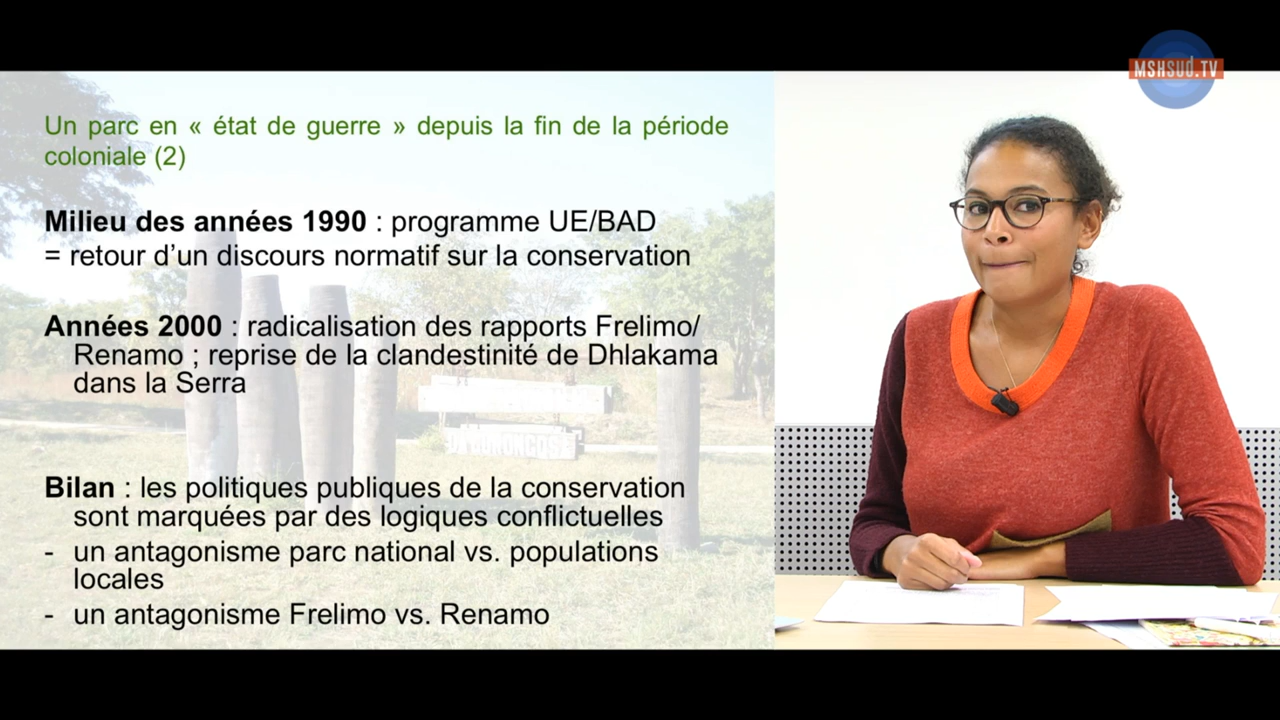 MSHSUD.TV
Un parc en « état de guerre » depuis la fin de la période
coloniale (2)
Milieu des années 1990 : programme UE/BAD
= retour d’un discours normatif sur la conservation
Années 2000 : radicalisation des rapports Frelimo/
Renamo ; reprise de la clandestinité de Dhlakama
dans la Serra
Bilan : les politiques publiques de la conservation
sont marquées par des logiques conflictuelles
- un antagonisme parc national vs. populations
locales
- un antagonisme Frelimo vs. Renamo